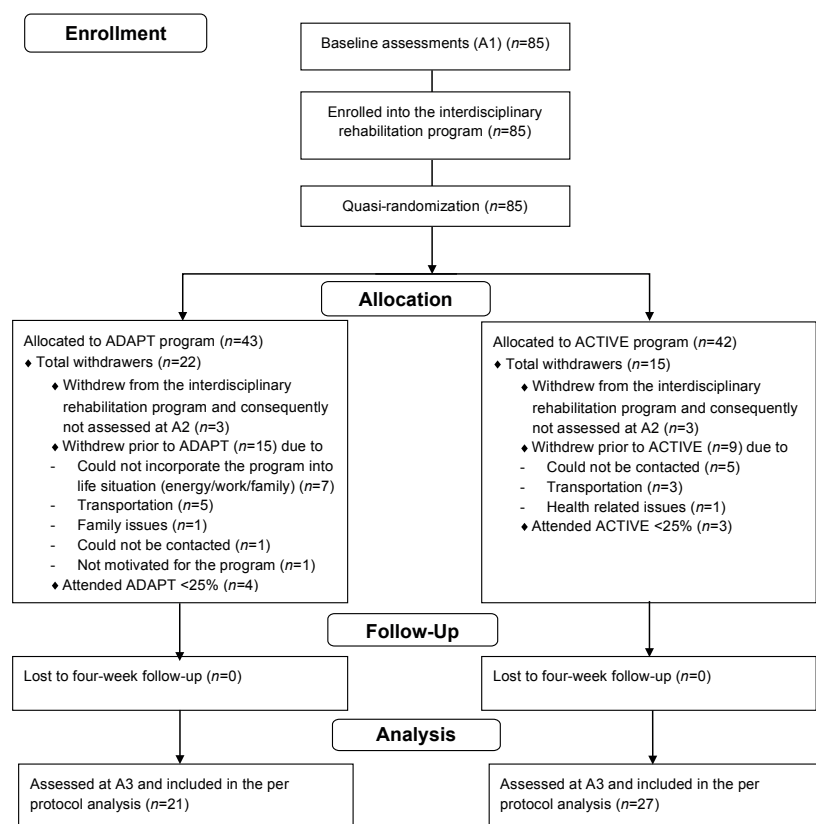 Enrollment
Baseline assessments (A1) (n=85)
Enrolled into the interdisciplinary
rehabilitation program (n=85)
Quasi-randomization (n=85)
Allocation
Allocated to ADAPT program (n=43)
♦ Total withdrawers (n=22)
♦ Withdrew from the interdisciplinary
rehabilitation program and consequently
not assessed at A2 (n=3)
♦ Withdrew prior to ADAPT (n=15) due to
- Could not incorporate the program into
life situation (energy/work/family) (n=7)
- Transportation (n=5)
- Family issues (n=1)
- Could not be contacted (n=1)
- Not motivated for the program (n=1)
♦ Attended ADAPT <25% (n=4)
Allocated to ACTIVE program (n=42)
♦ Total withdrawers (n=15)
♦ Withdrew from the interdisciplinary
rehabilitation program and consequently
not assessed at A2 (n=3)
♦ Withdrew prior to ACTIVE (n=9) due to
- Could not be contacted (n=5)
- Transportation (n=3)
- Health related issues (n=1)
♦ Attended ACTIVE <25% (n=3)
Follow-Up
Lost to four-week follow-up (n=0)
Lost to four-week follow-up (n=0)
Analysis
Assessed at A3 and included in the per
protocol analysis (n=21)
Assessed at A3 and included in the per
protocol analysis (n=27)